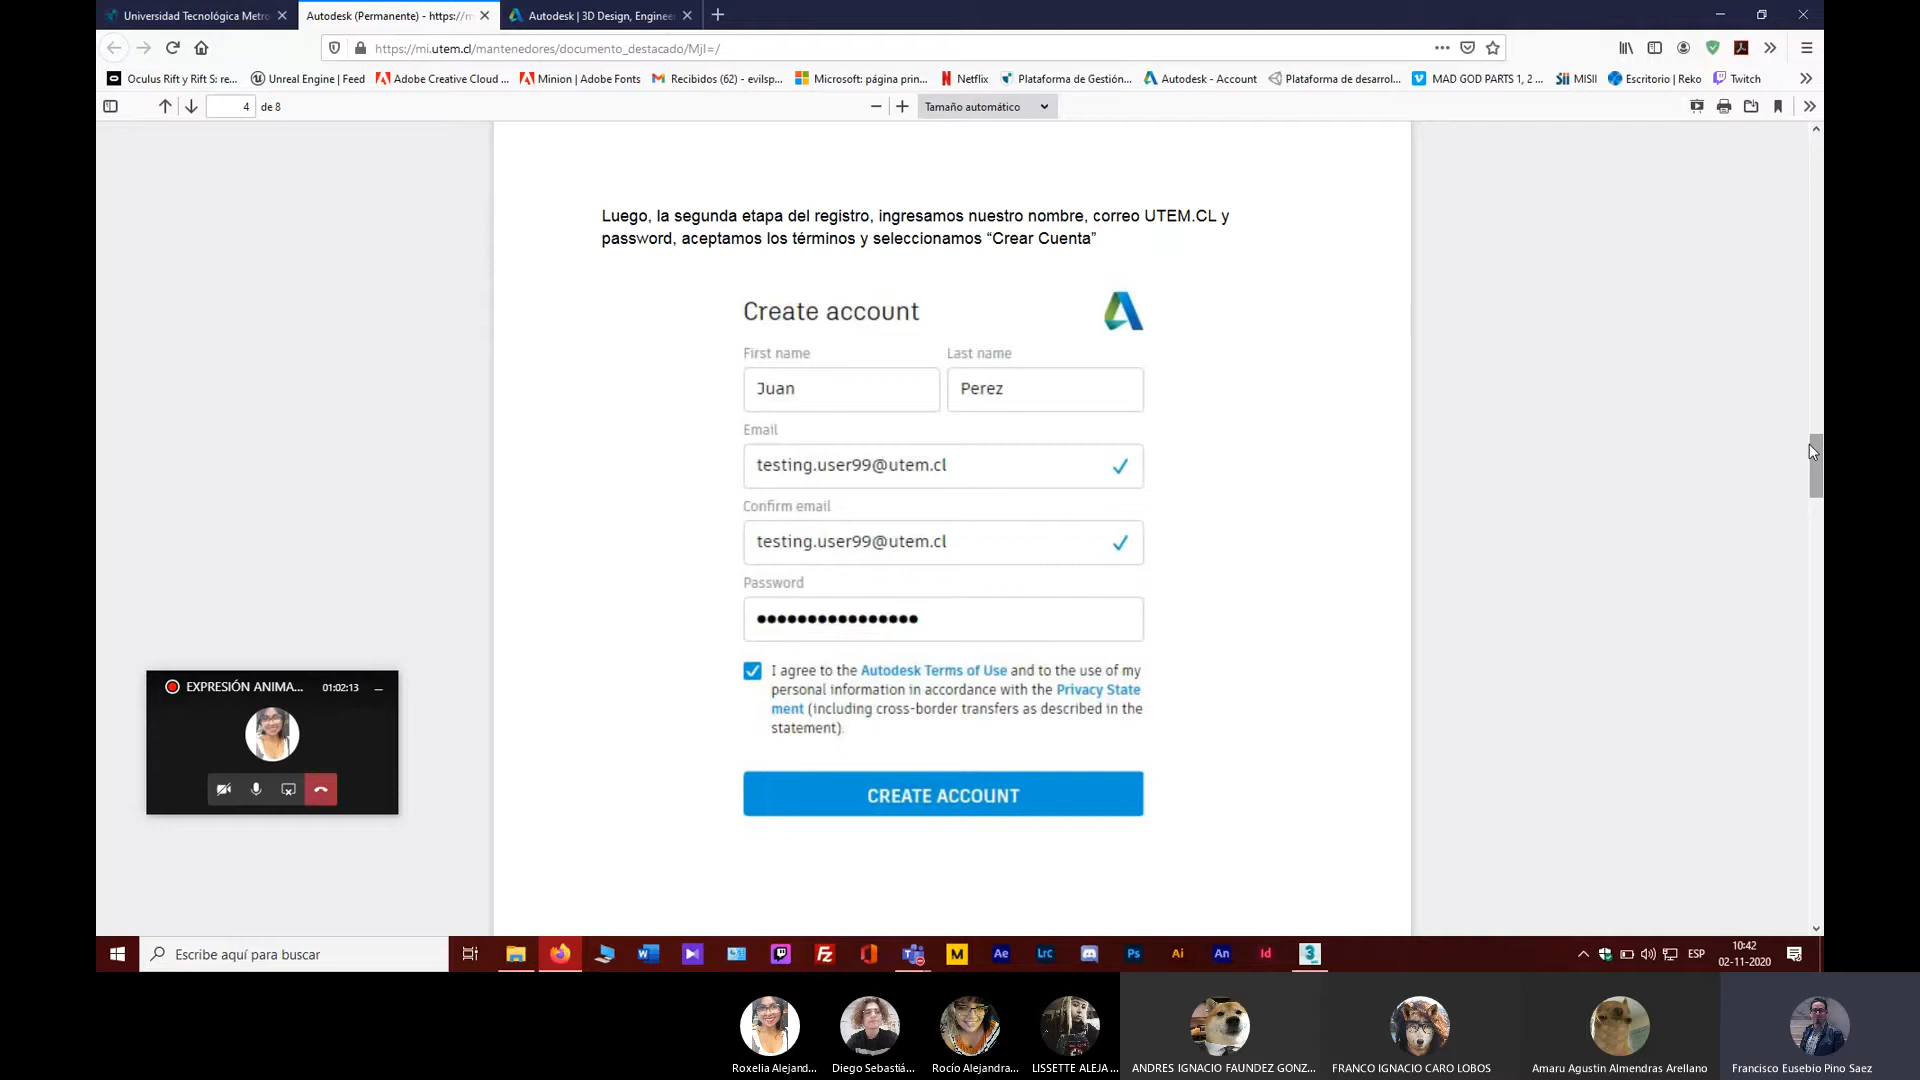 Universidad Tecnológica Metro
Autodesk (Permanente) - https://m
Autodesk | 3D Design, Enginee
https://mi.utem.cl/mantenedores/documento_destacado/MjI=/
Oculus Rift y Rift S: re...
Unreal Engine | Feed
Adobe Creative Cloud ...
Minion | Adobe Fonts
Recibidos (62) - evilsp...
Microsoft: página prin...
Netflix
Plataforma de Gestión...
Autodesk - Account
Plataforma de desarrol...
MAD GOD PARTS 1, 2 ...
Sii MISII
Escritorio | Reko
Twitch
4 de 8
Tamaño automático
Luego, la segunda etapa del registro, ingresamos nuestro nombre, correo UTEM.CL y
password, aceptamos los términos y seleccionamos “Crear Cuenta”
Create account
First name
Last name
Juan
Perez
Email
testing.user99@utem.cl
Confirm email
testing.user99@utem.cl
Password
I agree to the Autodesk Terms of Use and to the use of my
personal information in accordance with the Privacy State
ment (including cross-border transfers as described in the
statement).
CREATE ACCOUNT
EXPRESIÓN ANIMA...
01:02:13
Escribe aquí para buscar
Ae
Lrc
Ps
Ai
An
Id
ESP
10:42
02-11-2020
Roxelia Alejand...
Diego Sebastiá...
Rocío Alejandra...
LISSETTE ALEJA ...
ANDRES IGNACIO FAUNDEZ GONZ...
FRANCO IGNACIO CARO LOBOS
Amaru Agustin Almendras Arellano
Francisco Eusebio Pino Saez